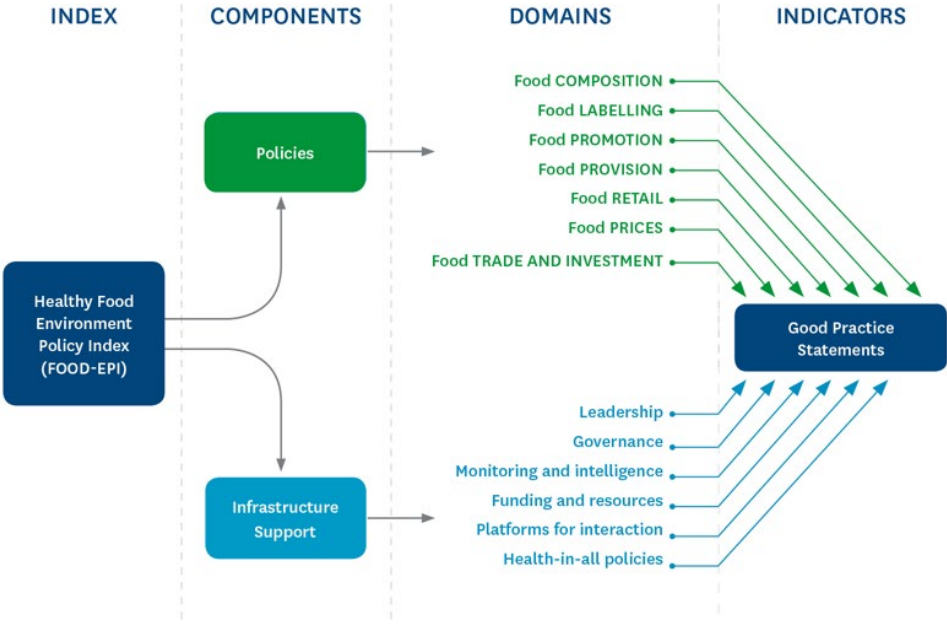 INDEX
COMPONENTS
DOMAINS
INDICATORS
Healthy Food
Environment
Policy Index
(FOOD-EPI)
Policies
Infrastructure
Support
Food COMPOSITION
Food LABELLING
Food PROMOTION
Food PROVISION
Food RETAIL
Food PRICES
Food TRADE AND INVESTMENT
Leadership
Governance
Monitoring and intelligence
Funding and resources
Platforms for interaction
Health-in-all policies
Good Practice
Statements